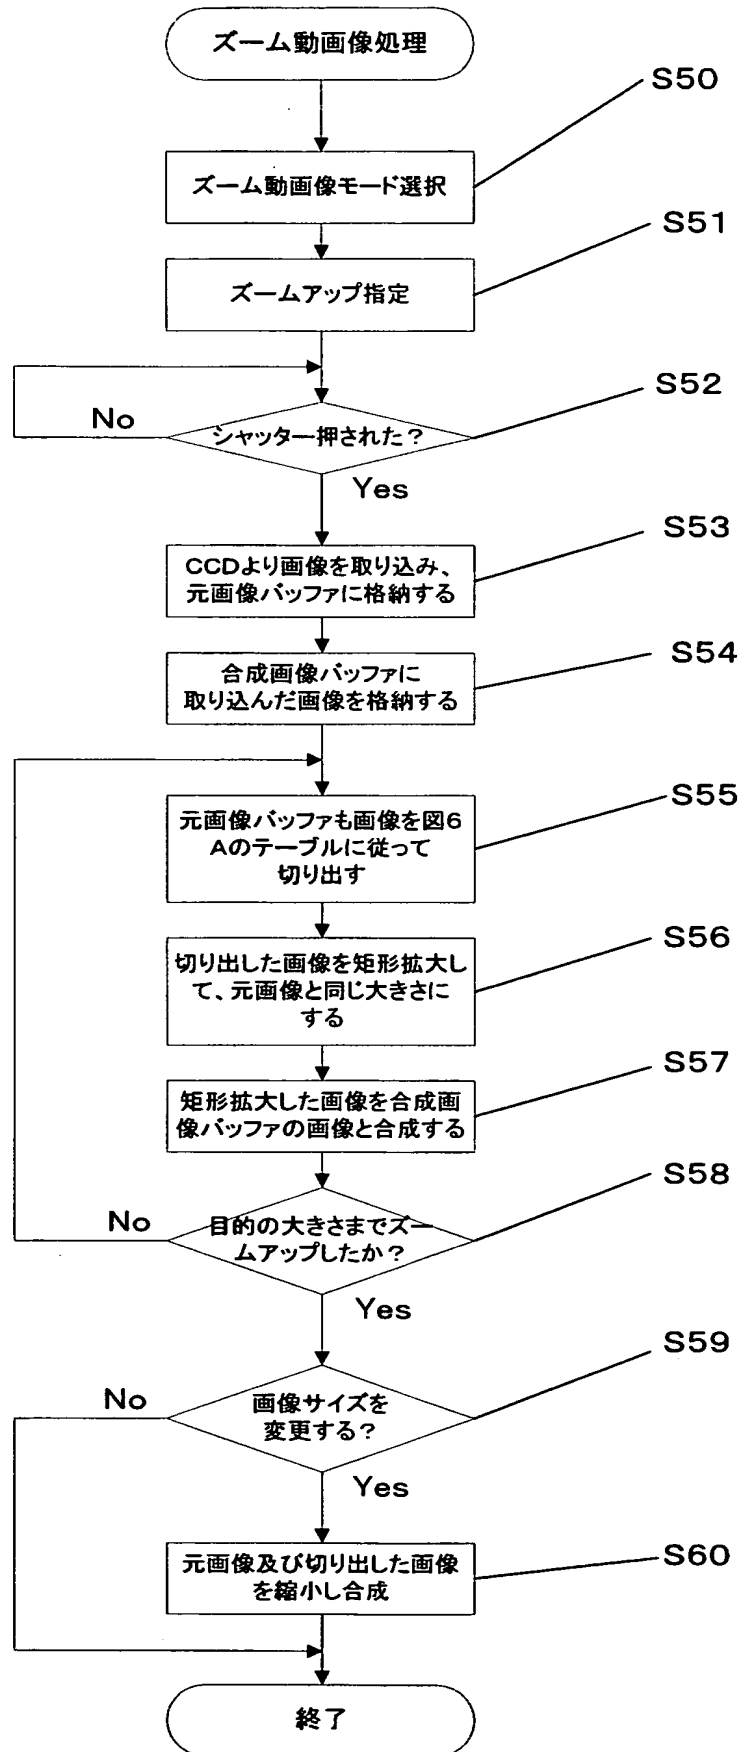 ズーム動画像処理
S50
ズーム動画像モード選択
S51
ズームアップ指定
S52
No
シャッター押された?
Yes
S53
CCDより画像を取り込み、
元画像バッファに格納する
S54
合成画像バッファに
取り込んだ画像を格納する
S55
元画像バッファも画像を図6
Aのテーブルに従って
切り出す
S56
切り出した画像を矩形拡大し
て、元画像と同じ大きさに
する
S57
矩形拡大した画像を合成画
像バッファの画像と合成する
S58
No
目的の大きさまでズー
ムアップしたか?
Yes
S59
No
画像サイズを
変更する?
Yes
S60
元画像及び切り出した画像
を縮小し合成
終了